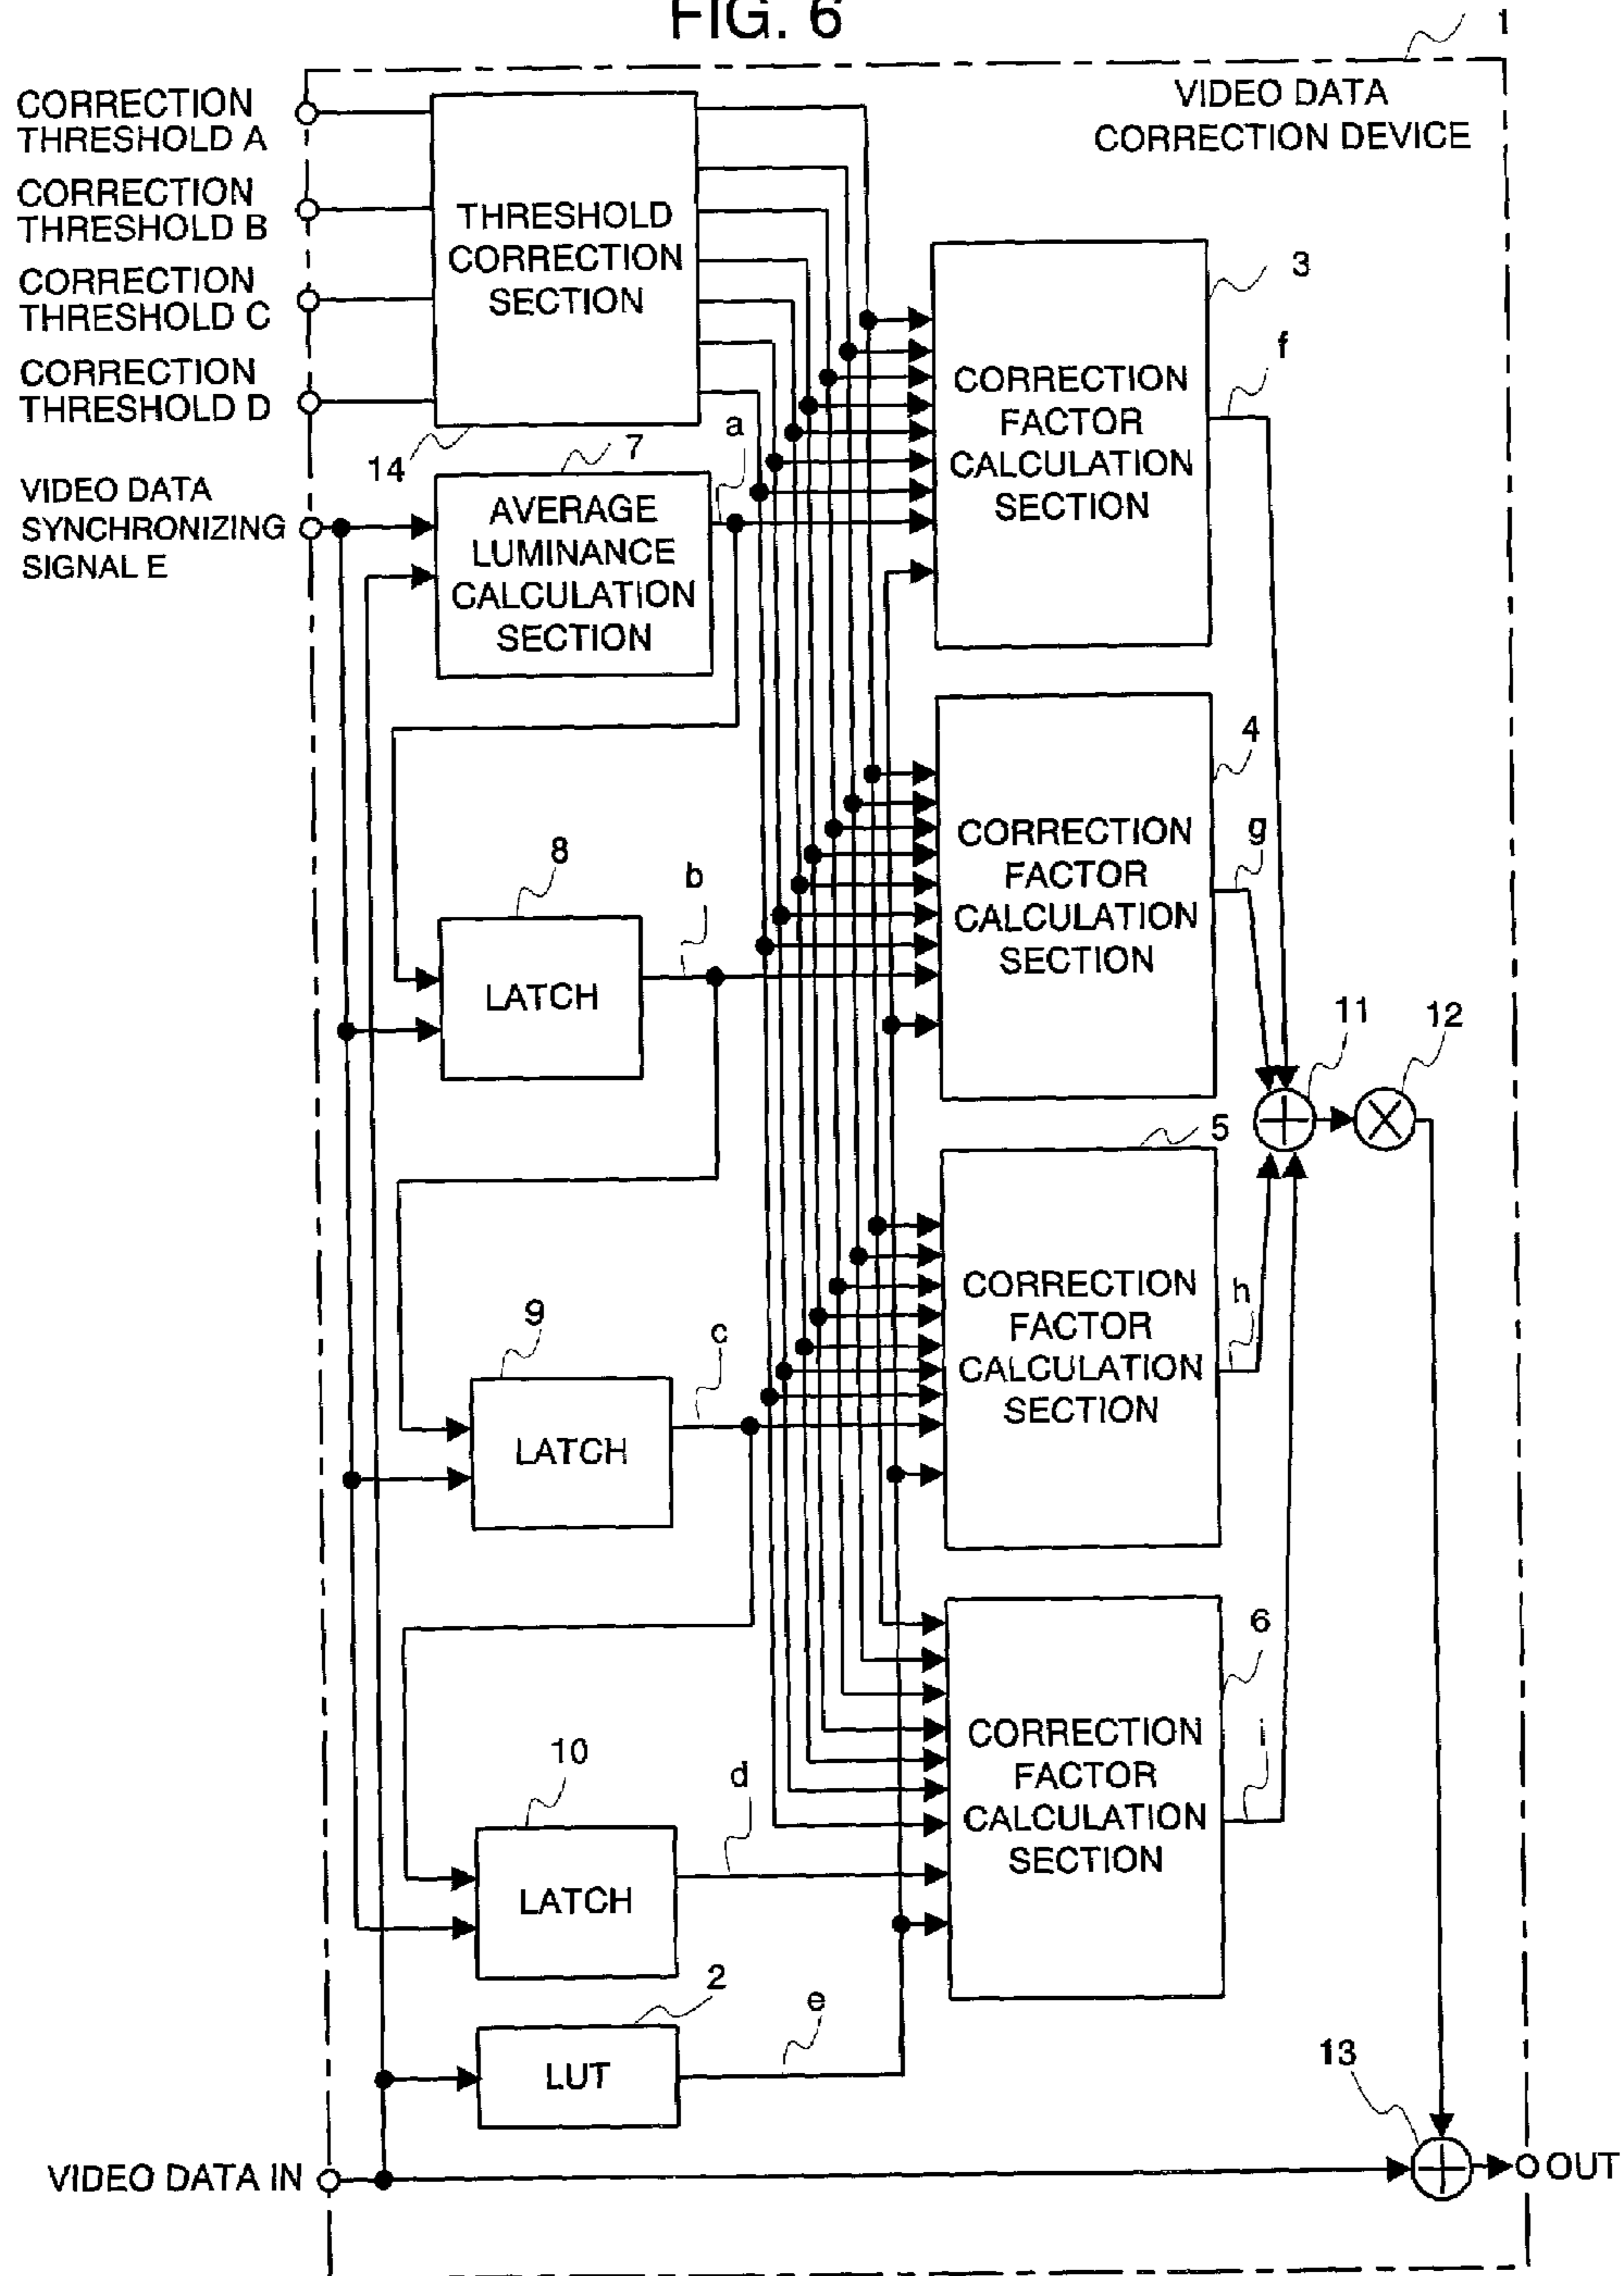 FIG. 6
1
VIDEO DATA
CORRECTION DEVICE
CORRECTION
THRESHOLD A
CORRECTION
THRESHOLD B
CORRECTION
THRESHOLD C
CORRECTION
THRESHOLD D
THRESHOLD
CORRECTION
SECTION
14
VIDEO DATA
SYNCHRONIZING
SIGNAL E
7
a
AVERAGE
LUMINANCE
CALCULATION
SECTION
3
f
CORRECTION
FACTOR
CALCULATION
SECTION
4
g
CORRECTION
FACTOR
CALCULATION
SECTION
8
b
LATCH
11
12
5
h
CORRECTION
FACTOR
CALCULATION
SECTION
9
c
LATCH
6
i
CORRECTION
FACTOR
CALCULATION
SECTION
10
d
LATCH
2
e
LUT
13
VIDEO DATA IN
OUT